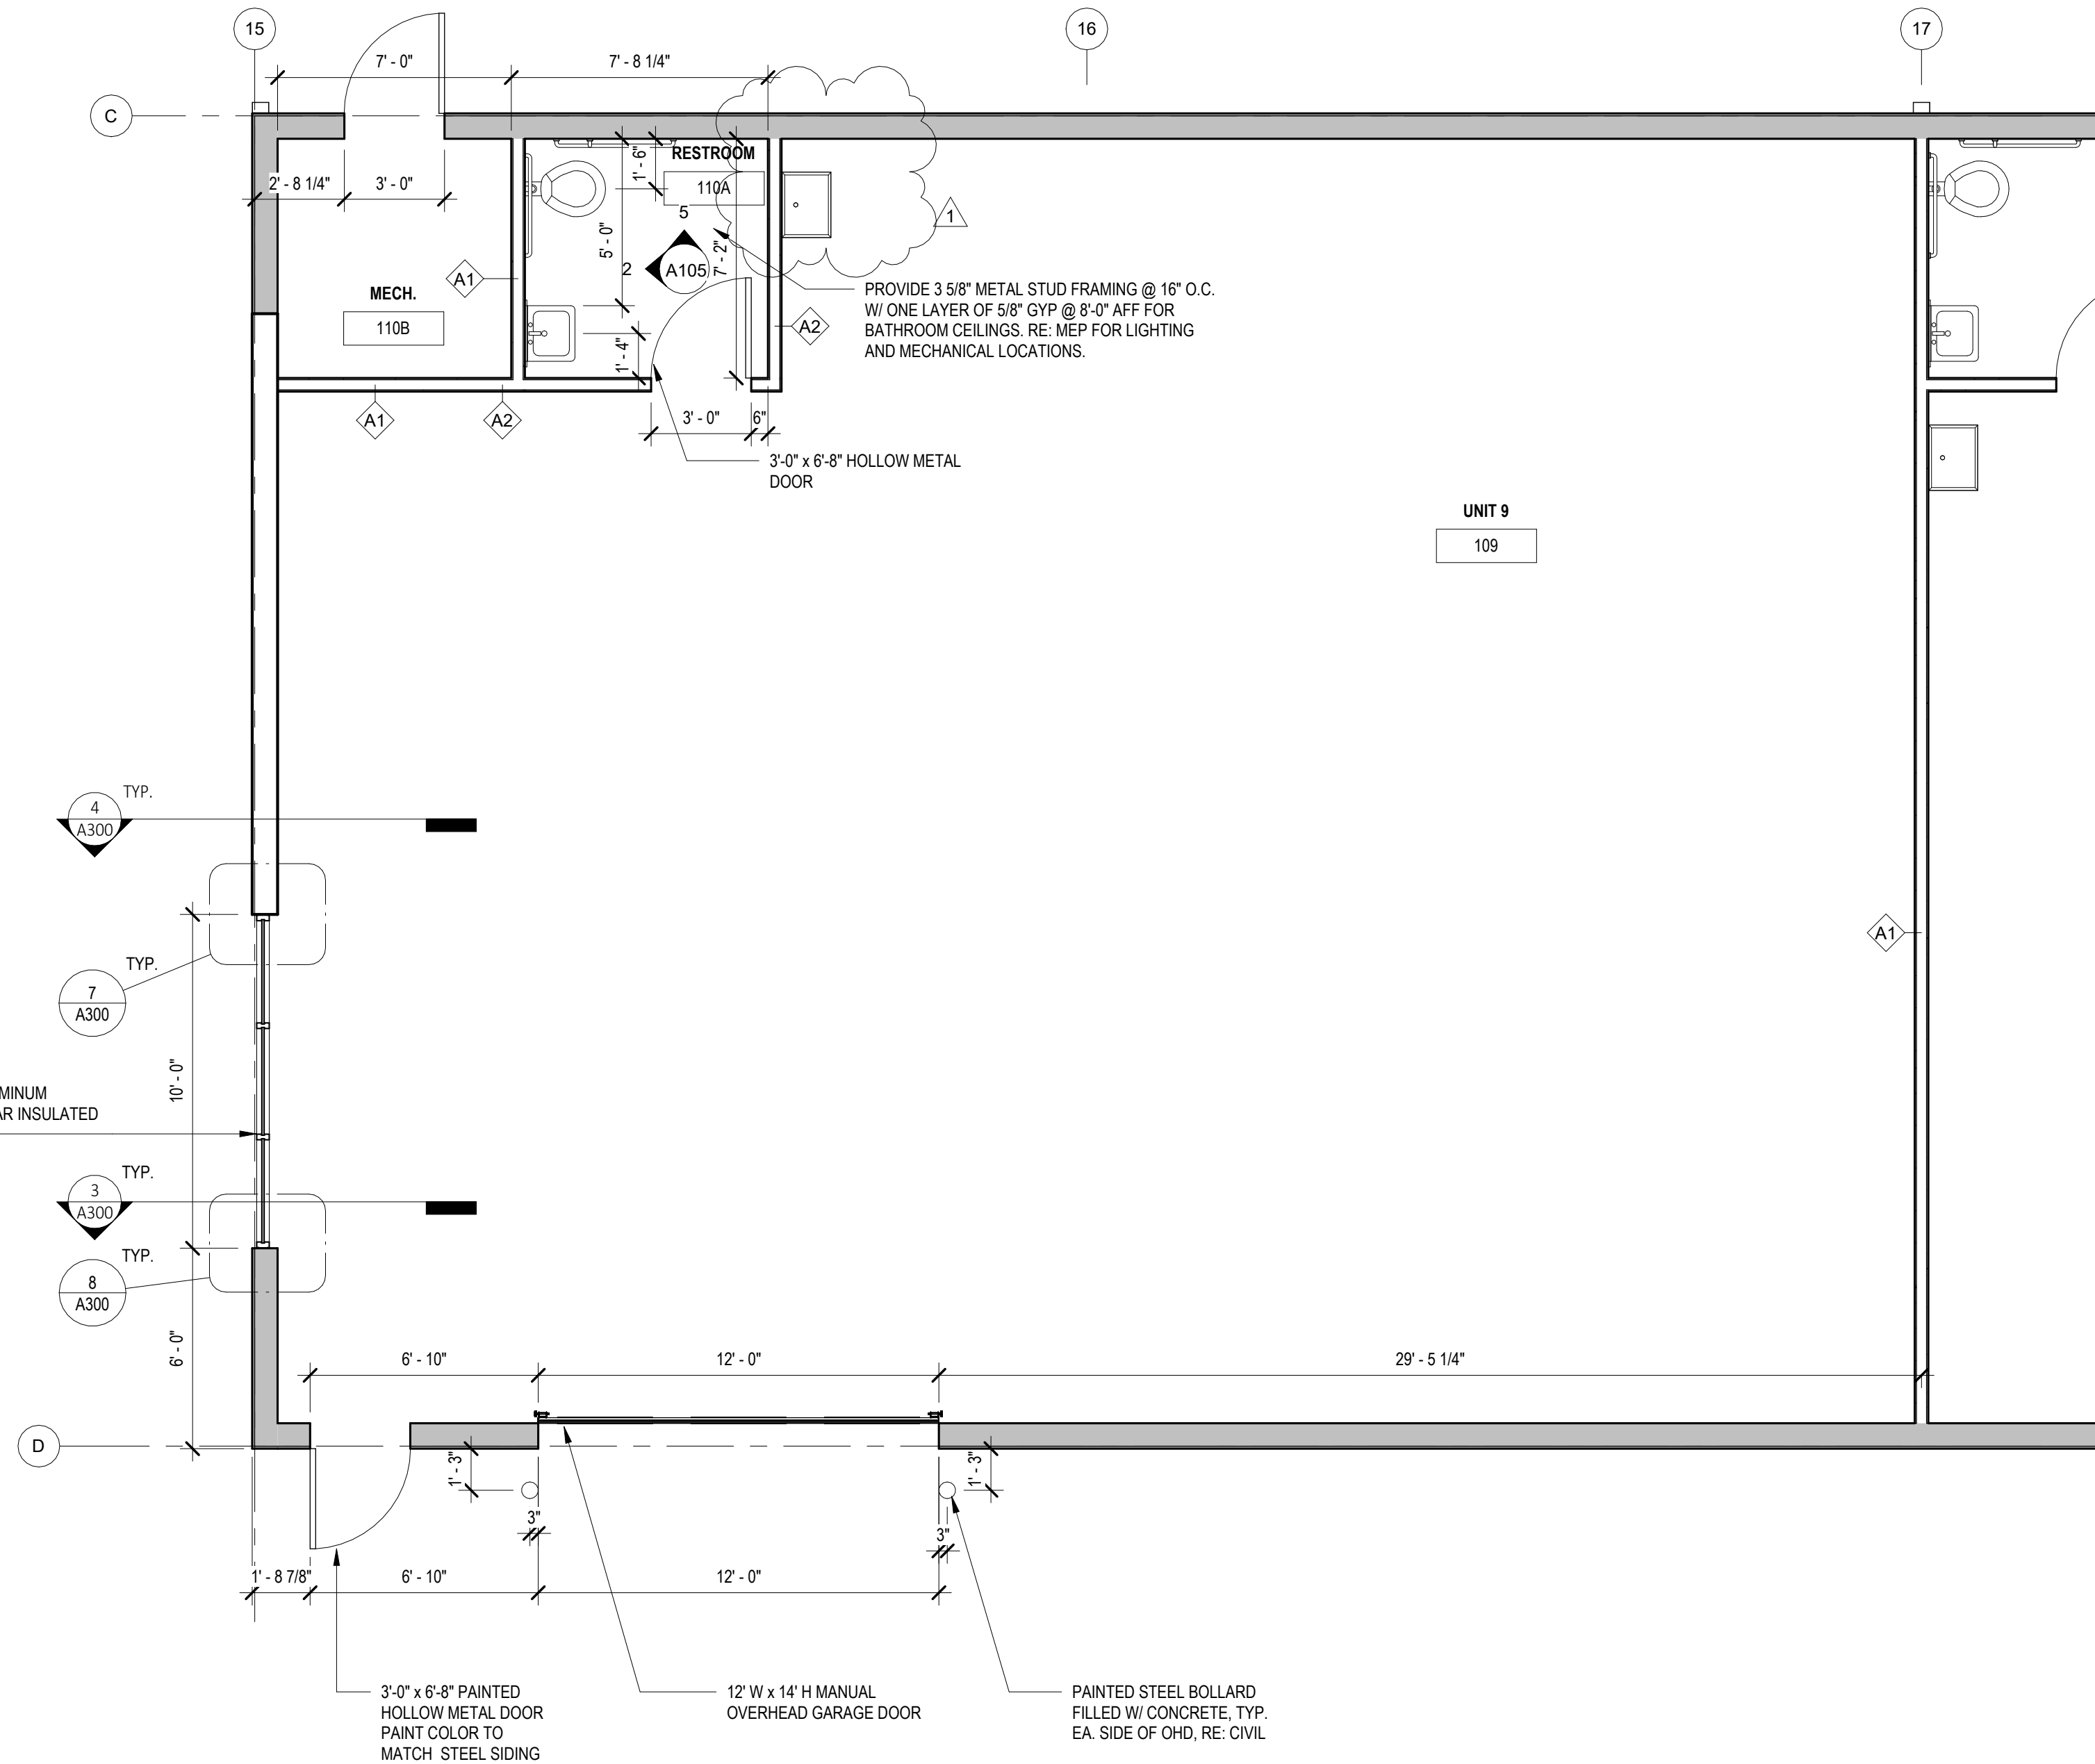 15
16
17
7' - 0"
7' - 8 1/4"
C
RESTROOM
110A
1' - 6"
2' - 8 1/4"
3' - 0"
5
1
5' - 0"
7' - 2"
2
A105
A1
MECH.
110B
PROVIDE 3 5/8" METAL STUD FRAMING @ 16" O.C.
W/ ONE LAYER OF 5/8" GYP @ 8'-0" AFF FOR
BATHROOM CEILINGS. RE: MEP FOR LIGHTING
AND MECHANICAL LOCATIONS.
A2
1' - 4"
A1
A2
3' - 0"
6"
3'-0" x 6'-8" HOLLOW METAL
DOOR
UNIT 9
109
TYP.
4
A300
A1
TYP.
7
A300
10' - 0"
MINUM
AR INSULATED
TYP.
3
A300
TYP.
8
A300
6' - 0"
6' - 10"
12' - 0"
29' - 5 1/4"
D
1' - 3"
1' - 3"
3"
3"
1' - 8 7/8"
6' - 10"
12' - 0"
3'-0" x 6'-8" PAINTED
HOLLOW METAL DOOR
PAINT COLOR TO
MATCH STEEL SIDING
12' W x 14' H MANUAL
OVERHEAD GARAGE DOOR
PAINTED STEEL BOLLARD
FILLED W/ CONCRETE, TYP.
EA. SIDE OF OHD, RE: CIVIL